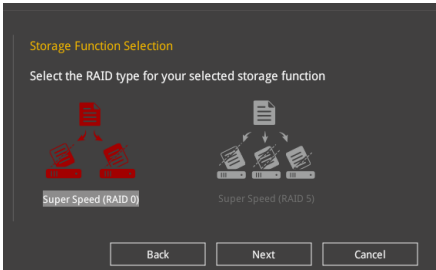 Storage Function Selection
Select the RAID type for your selected storage function
Super Speed (RAID 0)
Super Speed (RAID 5)
Back
Next
Cancel